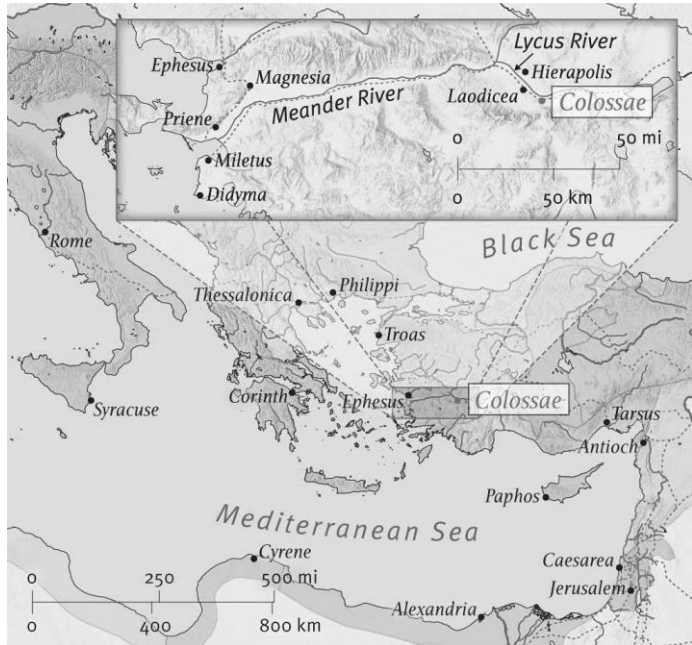 Lycus River
Ephesus
Magnesia
Hierapolis
Laodicea
Colossae
Meander River
Priene
0 50 mi
Miletus
0 50 km
Didyma
Rome
Black Sea
Philippi
Thessalonica
Troas
Corinth
Ephesus
Colossae
Syracuse
Tarsus
Antioch
Paphos
Mediterranean Sea
Cyrene
Caesarea
0 250 500 mi
Jerusalem
Alexandria
0 400 800 km